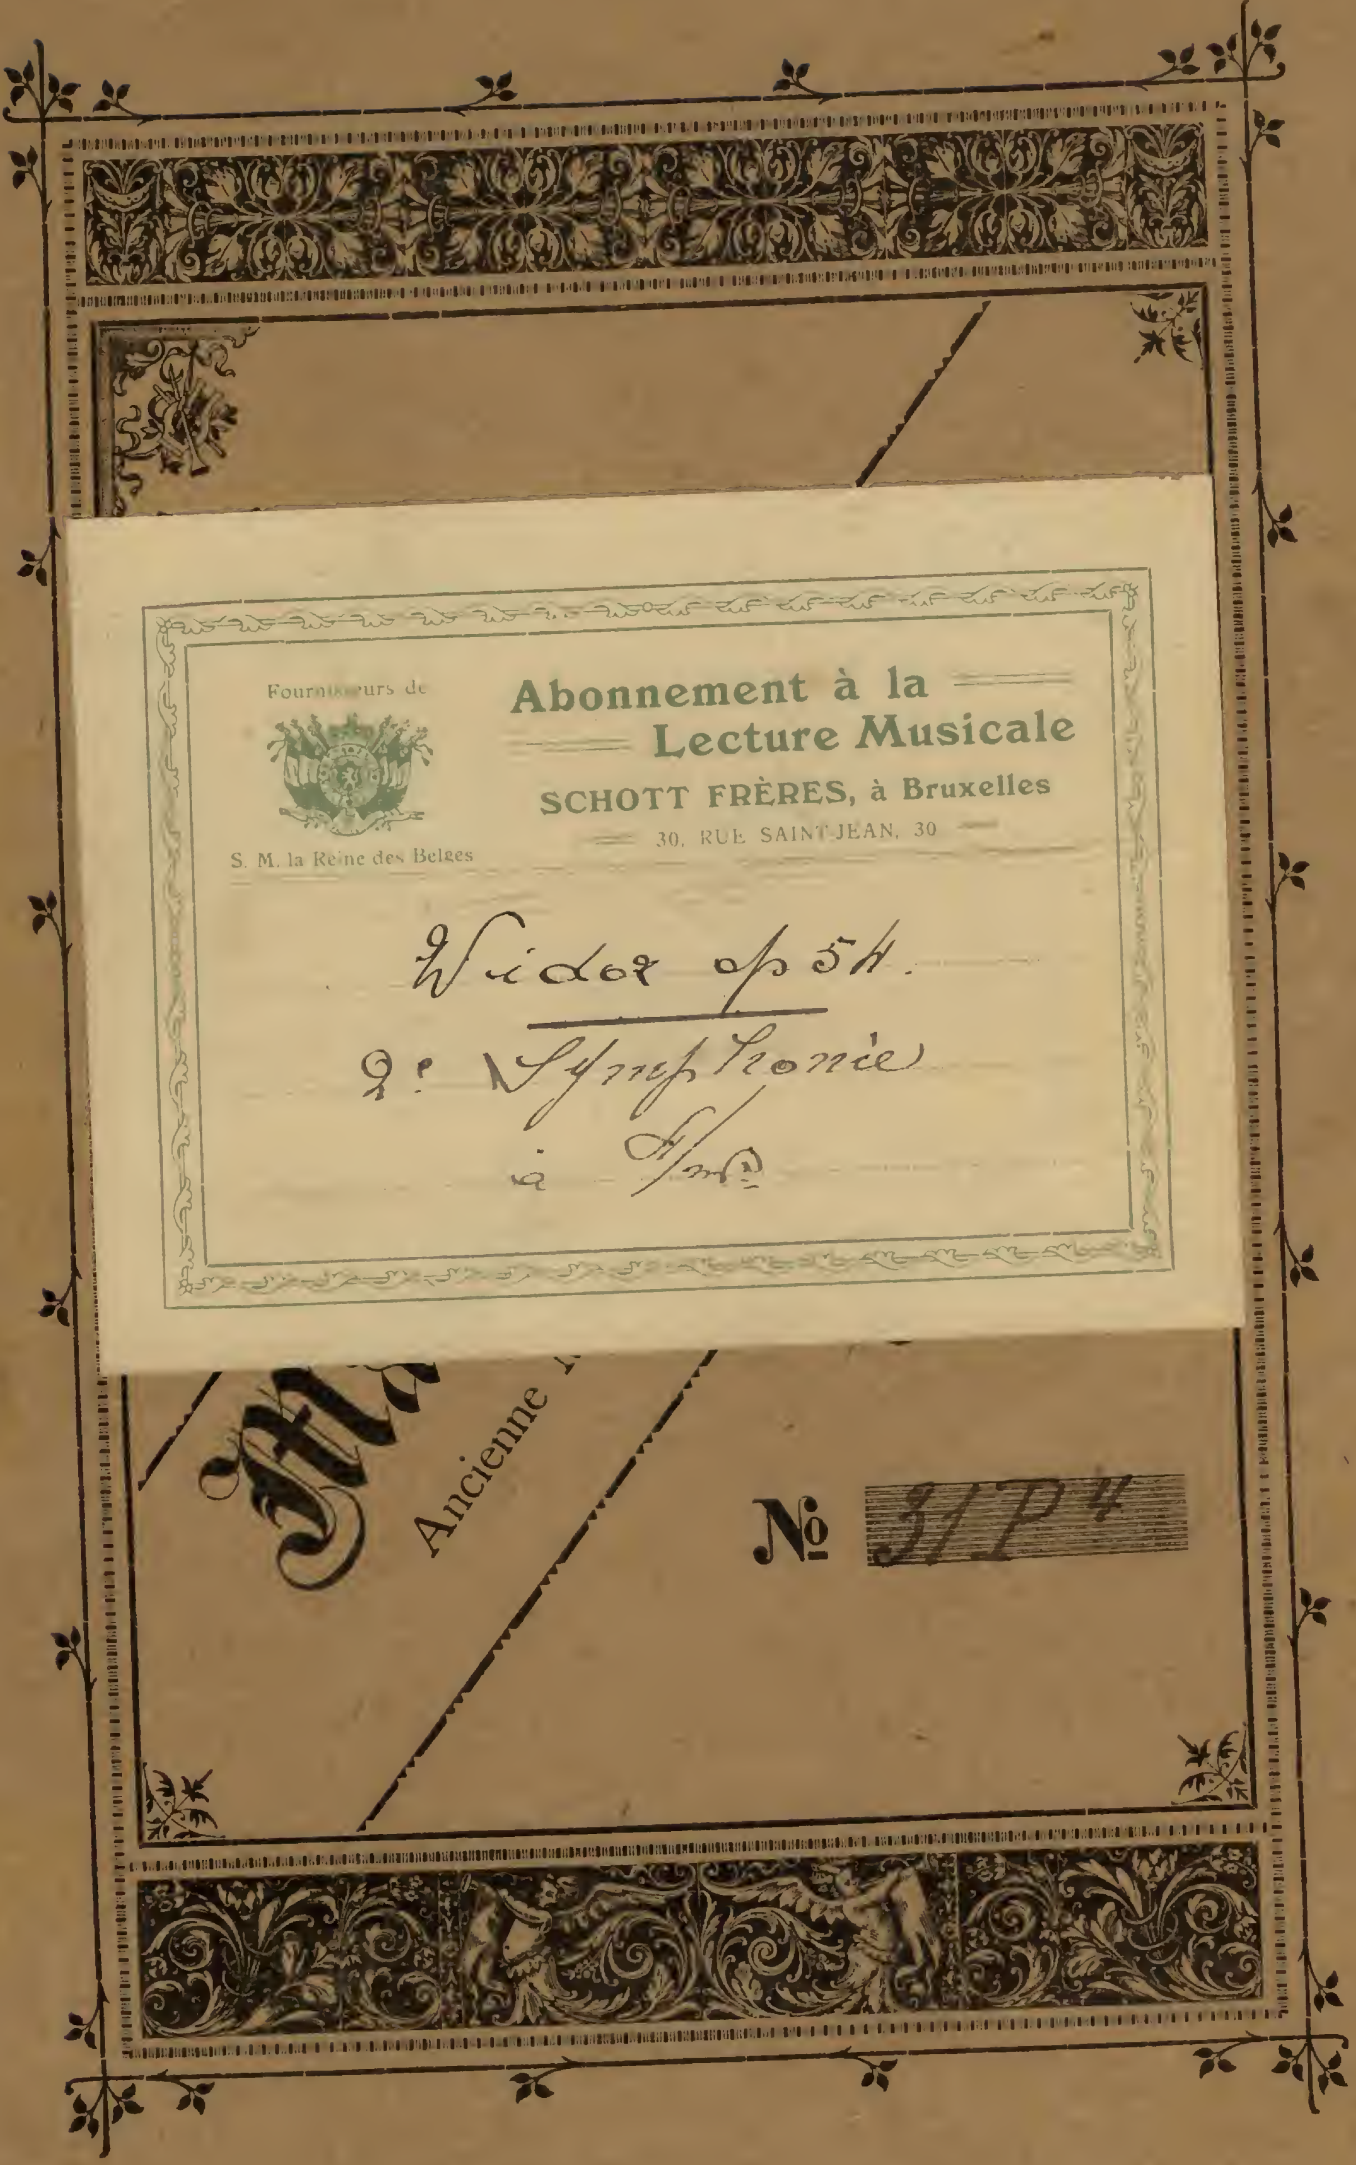 Fournisseurs de
S. M. la Reine des Belges
Abonnement à la
Lecture Musicale
SCHOTT FRÈRES, à Bruxelles
30, RUE SAINT-JEAN, 30
Widor op 54.
2e Symphonie
à
Ancienne
No 31P4